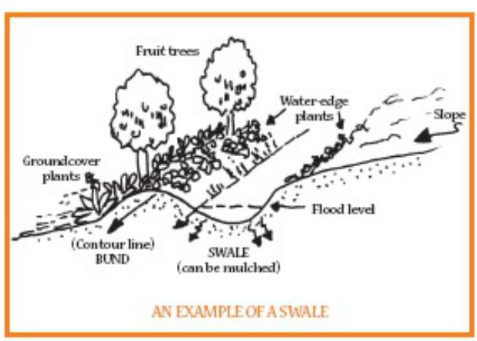 Fruit trees
Water-edge
plants
Slope
Groundcover
plants
Flood level
(Contour line)
BUND
SWALE
(can be mulched)
AN EXAMPLE OF A SWALE